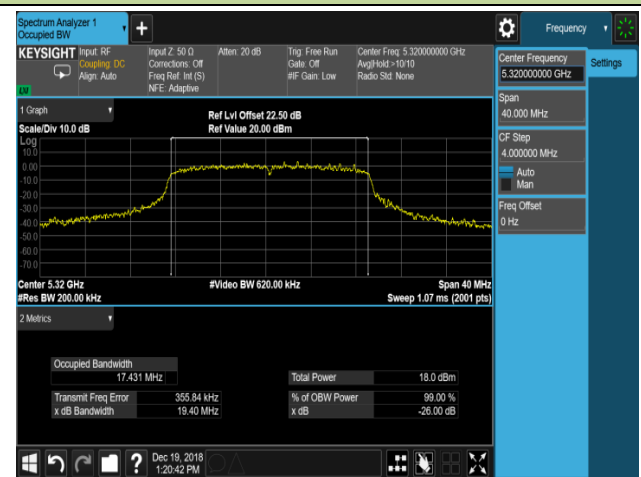 Spectrum Analyzer 1
Occupied BW
+
Frequency
KEYSIGHT
Input: RF
Coupling: DC
Align: Auto
Input Z: 50 Ω
Corrections: Off
Freq Ref: Int (S)
NFE: Adaptive
Atten: 20 dB
Trig: Free Run
Gate: Off
#IF Gain: Low
Center Freq: 5.320000000 GHz
Avg|Hold:>10/10
Radio Std: None
LVI
Center Frequency
5.320000000 GHz
Settings
Span
40.000 MHz
CF Step
4.000000 MHz
Auto
Man
Freq Offset
0 Hz
1 Graph
Scale/Div 10.0 dB
Ref Lvl Offset 22.50 dB
Ref Value 20.00 dBm
Log
10.0
0.00
-10.0
-20.0
-30.0
-40.0
-50.0
-60.0
-70.0
Center 5.32 GHz
#Video BW 620.00 kHz
Span 40 MHz
#Res BW 200.00 kHz
Sweep 1.07 ms (2001 pts)
2 Metrics
Occupied Bandwidth
17.431 MHz
Total Power 18.0 dBm
Transmit Freq Error 355.84 kHz
% of OBW Power 99.00 %
x dB Bandwidth 19.40 MHz
x dB -26.00 dB
?
Dec 19, 2018
1:20:42 PM